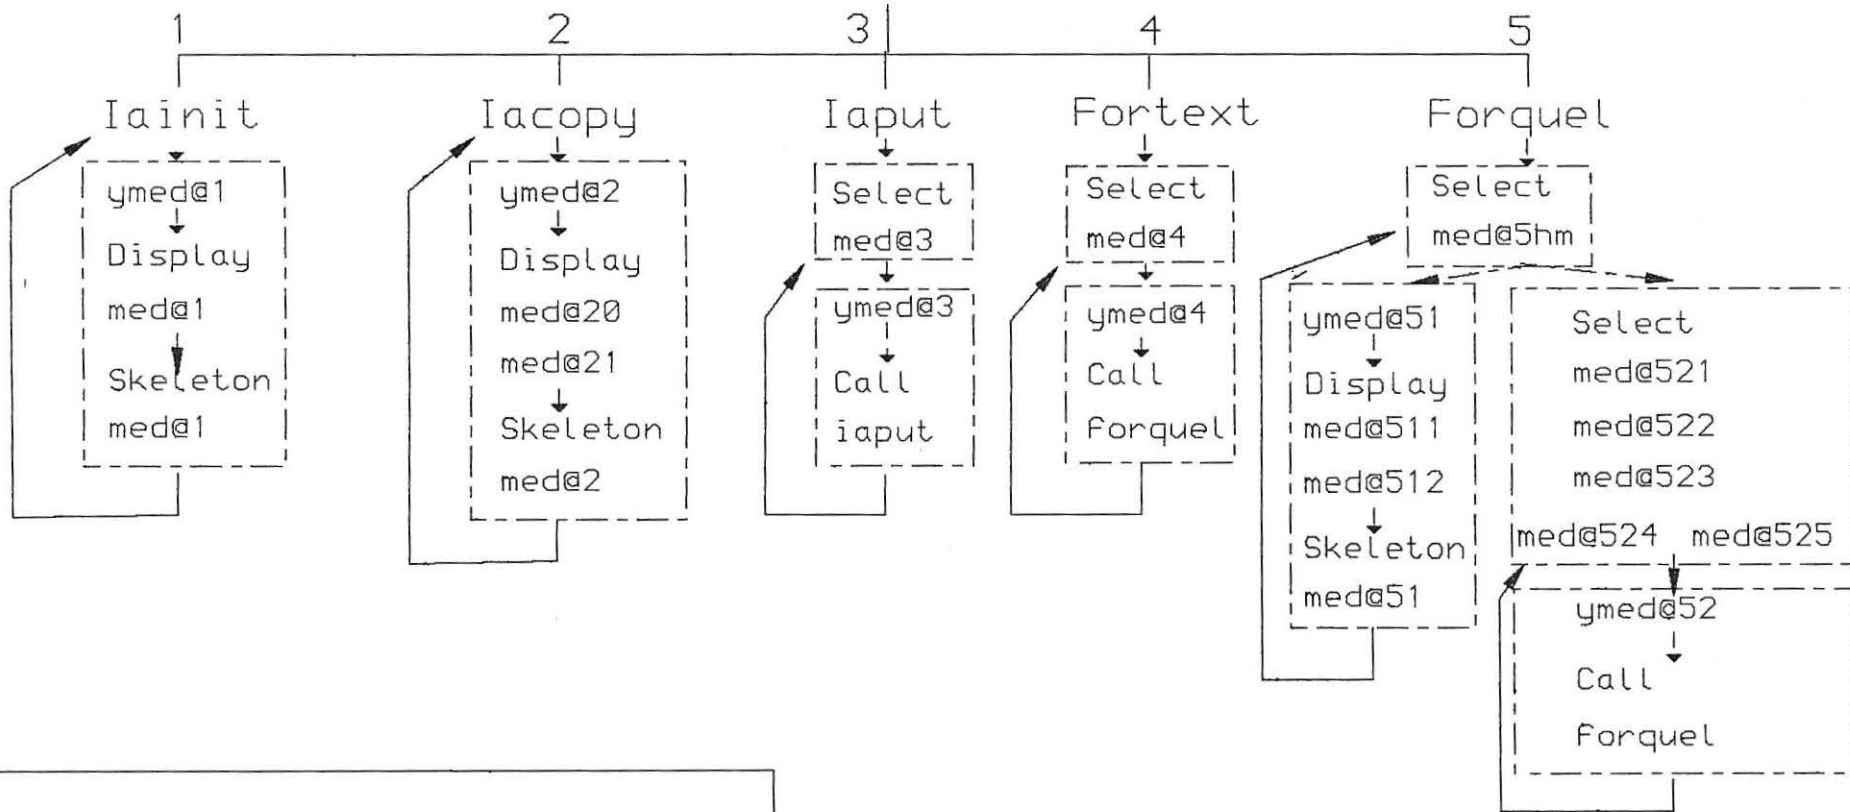 1
2
3
4
5
Iainit
ymed@1
Display
med@1
Skeleton
med@1
Iacopy
ymed@2
Display
med@20
med@21
Skeleton
med@2
Iaput
Select
med@3
ymed@3
Call
iaput
Fortext
Select
med@4
ymed@4
Call
forquel
Forquel
Select
med@5hm
ymed@51
Display
med@511
med@512
Skeleton
med@51
Select
med@521
med@522
med@523
med@524 med@525
ymed@52
Call
forquel